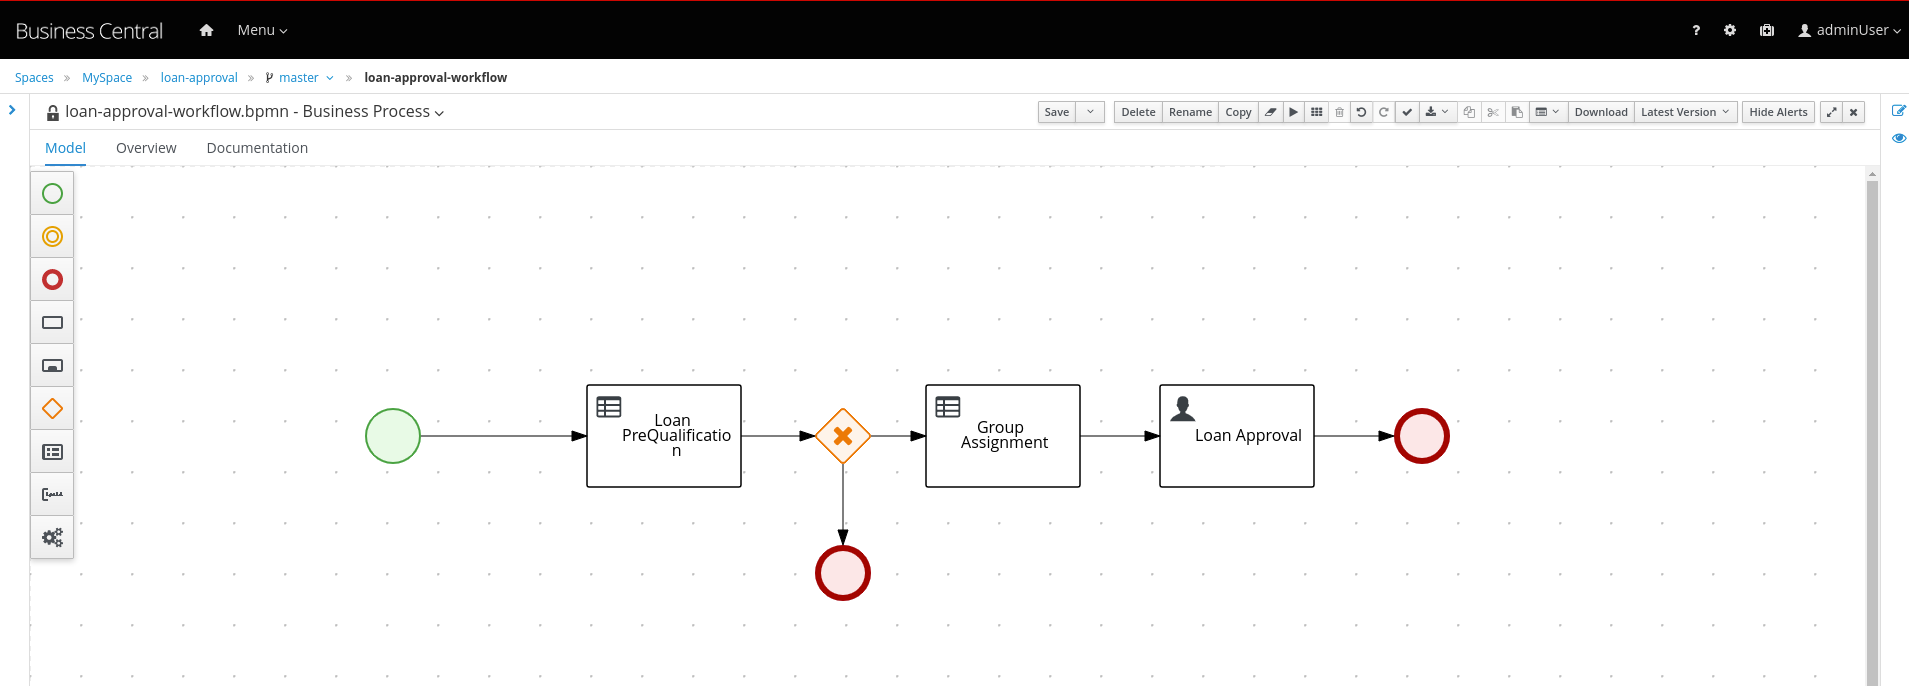 Business Central Menu ? adminUser
Spaces » MySpace » loan-approval » master » loan-approval-workflow
loan-approval-workflow.bpmn - Business Process Save Delete Rename Copy Download Latest Version Hide Alerts
Model Overview Documentation
Loan
PreQualificatio
n
Group
Assignment
Loan Approval